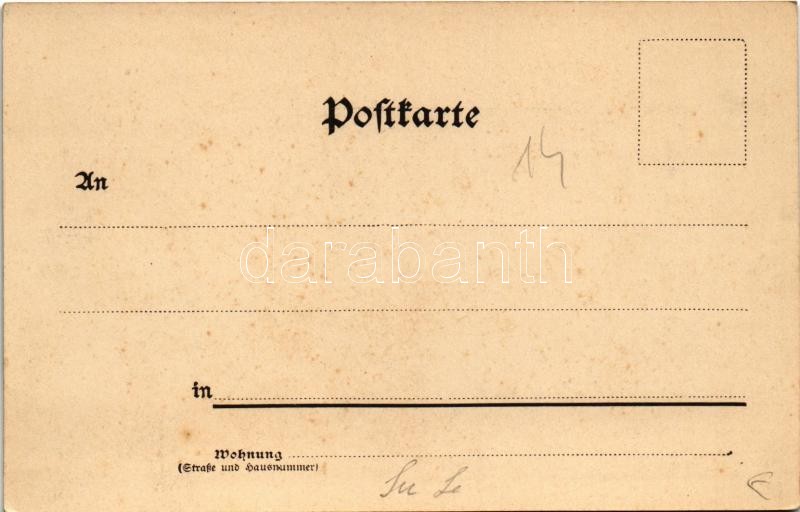 Postkarte
14
An
darabanth
in
Wohnung
(Straße und Hausnummer)